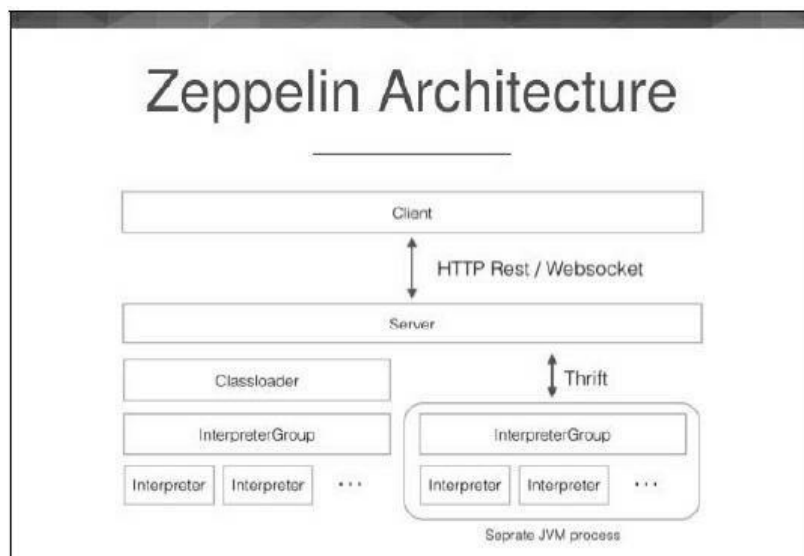 Zeppelin Architecture
Client
HTTP Rest / Websocket
Server
Classloader
Thrift
InterpreterGroup
InterpreterGroup
Interpreter Interpreter ...
Interpreter Interpreter ...
Seprate JVM process